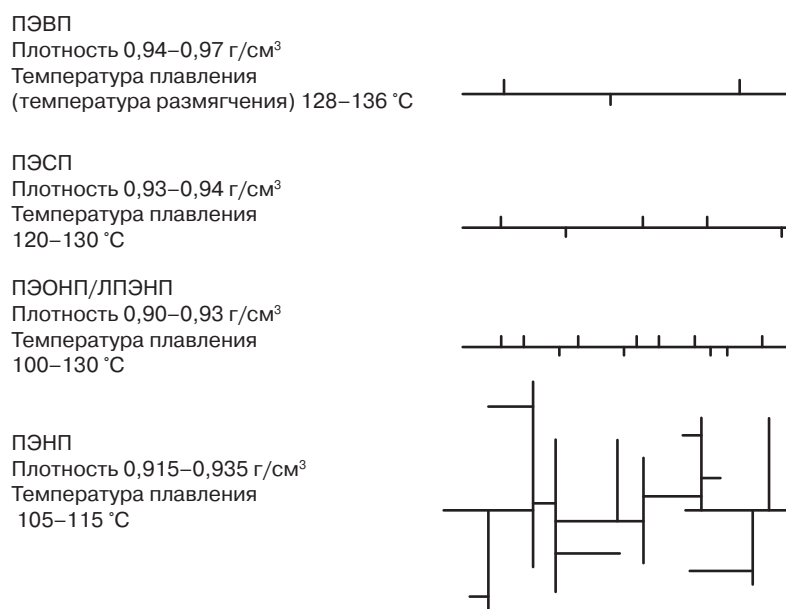 ПЭВП
Плотность 0,94–0,97 г/см³
Температура плавления
(температура размягчения) 128–136 °С
ПЭСП
Плотность 0,93–0,94 г/см³
Температура плавления
120–130 °С
ПЭОНП/ЛПЭНП
Плотность 0,90–0,93 г/см³
Температура плавления
100–130 °С
ПЭНП
Плотность 0,915–0,935 г/см³
Температура плавления
105–115 °С